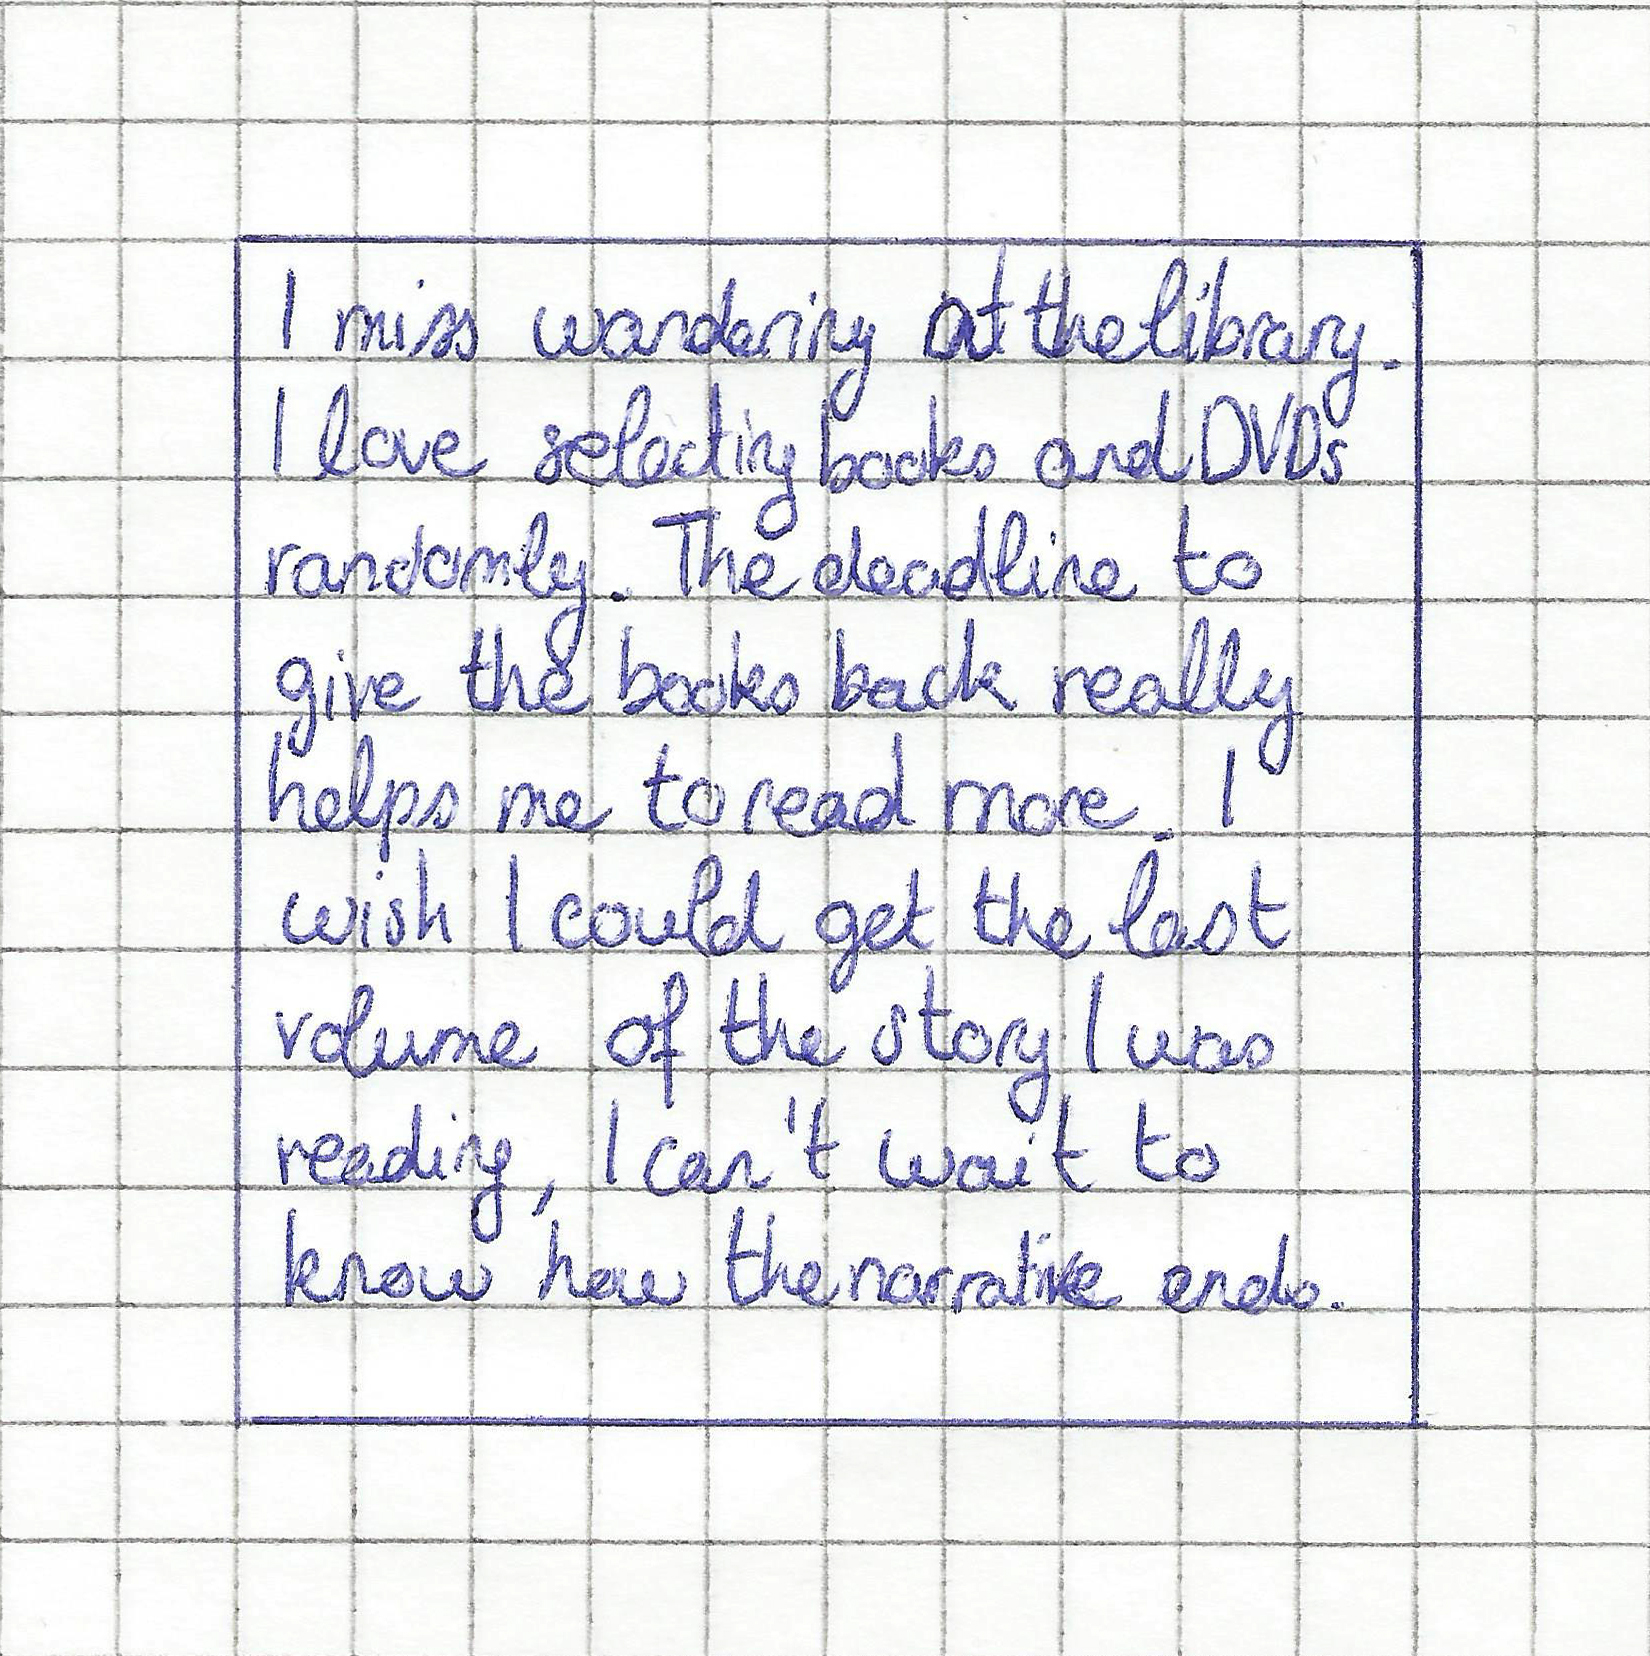 I miss wandering at the library.
I love selecting books and DVDs
randomly. The deadline to
give the books back really
helps me to read more. I
wish I could get the last
volume of the story I was
reading, I can't wait to
know how the narrative ends.